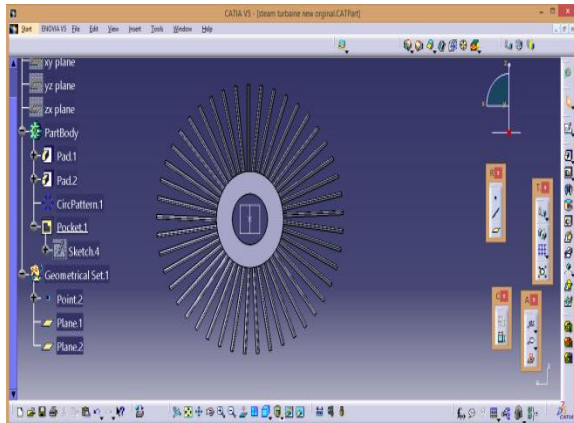 CATIA V5 - [steam turbaine new orginal.CATPart]
Start ENOVIA V5 File Edit View Insert Tools Window Help
xy plane
yz plane
zx plane
PartBody
Pad.1
Pad.2
CircPattern.1
Pocket.1
Sketch.4
Geometrical Set.1
Point.2
Plane.1
Plane.2